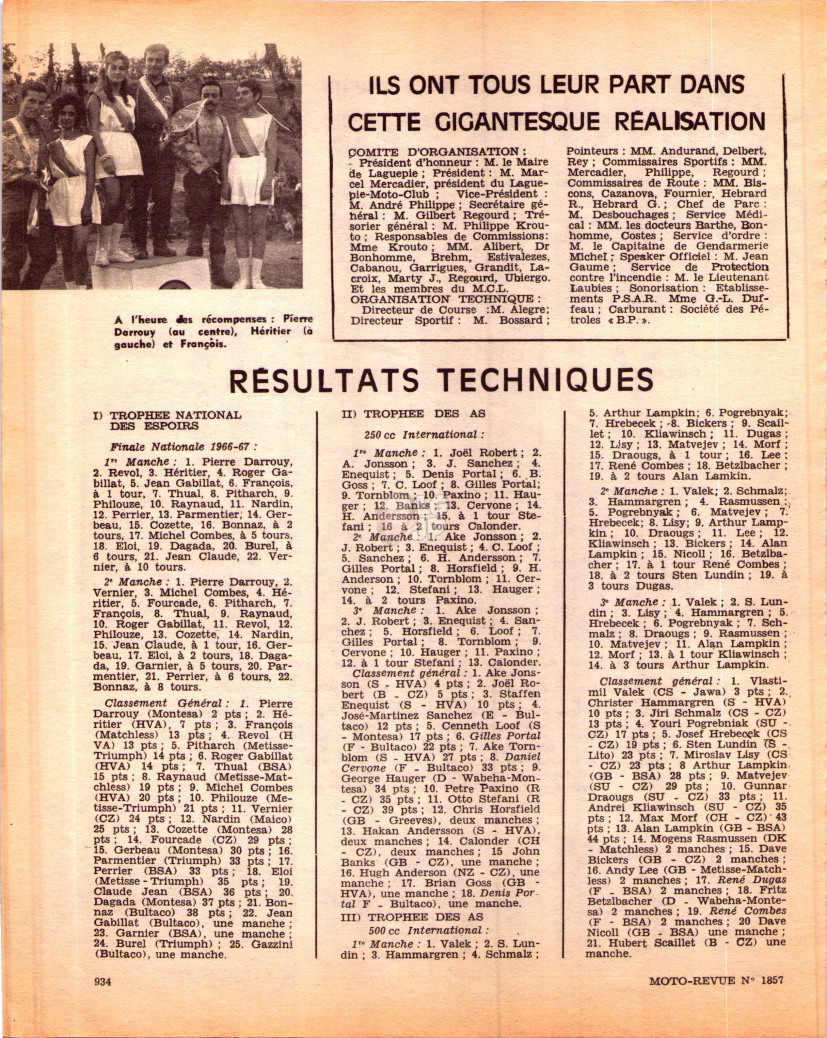 ILS ONT TOUS LEUR PART DANS
CETTE GIGANTESQUE RÉALISATION
COMITE D'ORGANISATION :
Président d'honneur : M. le Maire
de Laguepie ; Président : M. Mar-
cel Mercadier, président du Lague-
pie-Moto-Club ; Vice-Président :
M. André Philippe ; Secrétaire gé-
héral : M. Gilbert Regourd ; Tré-
sorier général : M. Philippe Krou-
to ; Responsables de Commissions:
Mme Krouto ; MM. Alibert, Dr
Bonhomme, Brehm, Estivalezes,
Cabanou, Garrigues, Grandit, La-
croix, Marty J., Regourd, Ubiergo.
Et les membres du M.C.L.
ORGANISATION TECHNIQUE :
Directeur de Course :M. Alegre;
Directeur Sportif : M. Bossard ;
Pointeurs : MM. Andurand, Delbert,
Rey ; Commissaires Sportifs : MM.
Mercadier, Philippe, Regourd ;
Commissaires de Route : MM. Bis-
cons, Cazanova, Fournier, Hebrard
R., Hebrard G. ; Chef de Parc :
M. Desbouchages ; Service Médi-
cal : MM. les docteurs Barthe, Bon-
homme, Costes ; Service d'ordre :
M. le Capitaine de Gendarmerie
Michel ; Speaker Officiel : M. Jean
Gaume ; Service de Protection
contre l'incendie : M. le Lieutenant
Laubies ; Sonorisation : Etablisse-
ments P.S.A.R. Mme G.-L. Duf-
feau ; Carburant : Société des Pé-
troles « B.P. ».
A l'heure des récompenses : Pierre
Darrouy (au centre), Héritier (à
gauche) et François.
RÉSULTATS TECHNIQUES
I) TROPHEE NATIONAL
DES ESPOIRS
Finale Nationale 1966-67 :
1re Manche : 1. Pierre Darrouy,
2. Revol, 3. Héritier, 4. Roger Ga-
billat, 5. Jean Gabillat, 6. François,
à 1 tour, 7. Thual, 8. Pitharch, 9.
Philouze, 10. Raynaud, 11. Nardin,
12. Perrier, 13. Parmentier, 14. Ger-
beau, 15. Cozette, 16. Bonnaz, à 2
tours, 17. Michel Combes, à 5 tours,
18. Eloi, 19. Dagada, 20. Burel, à
6 tours, 21. Jean Claude, 22. Ver-
nier, à 10 tours.
2e Manche : 1. Pierre Darrouy, 2.
Vernier, 3. Michel Combes, 4. Hé-
ritier, 5. Fourcade, 6. Pitharch, 7.
François, 8. Thual, 9. Raynaud,
10. Roger Gabillat, 11. Revol, 12.
Philouze, 13. Cozette, 14. Nardin,
15. Jean Claude, à 1 tour, 16. Ger-
beau, 17. Eloi, à 2 tours, 18. Daga-
da, 19. Garnier, à 5 tours, 20. Par-
mentier, 21. Perrier, à 6 tours, 22.
Bonnaz, à 8 tours.
Classement Général : 1. Pierre
Darrouy (Montesa) 2 pts ; 2. Hé-
ritier (HVA), 7 pts ; 3. François
(Matchless) 13 pts ; 4. Revol (H
VA) 13 pts ; 5. Pitharch (Metisse-
Triumph) 14 pts ; 6. Roger Gabillat
(HVA) 14 pts ; 7. Thual (BSA)
15 pts ; 8. Raynaud (Metisse-Mat-
chless) 19 pts ; 9. Michel Combes
(HVA) 20 pts ; 10. Philouze (Me-
tisse-Triumph) 21 pts ; 11. Vernier
(CZ) 24 pts ; 12. Nardin (Maico)
25 pts ; 13. Cozette (Montesa) 28
pts ; 14. Fourcade (CZ) 29 pts ;
15. Gerbeau (Montesa) 30 pts ; 16.
Parmentier (Triumph) 33 pts ; 17.
Perrier (BSA) 33 pts ; 18. Eloi
(Metisse - Triumph) 35 pts ; 19.
Claude Jean (BSA) 36 pts ; 20.
Dagada (Montesa) 37 pts ; 21. Bon-
naz (Bultaco) 38 pts ; 22. Jean
Gabillat (Bultaco), une manche ;
23. Garnier (BSA), une manche ;
24. Burel (Triumph) ; 25. Gazzini
(Bultaco), une manche.
II) TROPHEE DES AS
250 cc International :
1re Manche : 1. Joël Robert ; 2.
A. Jonsson ; 3. J. Sanchez ; 4.
Enequist ; 5. Denis Portal ; 6. B.
Goss ; 7. C. Loof ; 8. Gilles Portal;
9. Tornblom ; 10. Paxino ; 11. Hau-
ger ; 12. Banks ; 13. Cervone ; 14.
H. Andersson ; 15, à 1 tour Ste-
fani ; 16 à 2 tours Calonder.
2e Manche : 1. Ake Jonsson ; 2.
J. Robert ; 3. Enequist ; 4. C. Loof ;
5. Sanchez ; 6. H. Andersson ; 7.
Gilles Portal ; 8. Horsfield ; 9. H.
Anderson ; 10. Tornblom ; 11. Cer-
vone ; 12. Stefani ; 13. Hauger ;
14. à 2 tours Paxino.
3e Manche : 1. Ake Jonsson ;
2. J. Robert ; 3. Enequist ; 4. San-
chez ; 5. Horsfield ; 6. Loof ; 7.
Gilles Portal ; 8. Tornblom ; 9.
Cervone ; 10. Hauger ; 11. Paxino ;
12. à 1 tour Stefani ; 13. Calonder.
Classement général : 1. Ake Jons-
son (S - HVA) 4 pts ; 2. Joël Ro-
bert (B - CZ) 5 pts ; 3. Staffen
Enequist (S - HVA) 10 pts ; 4.
José-Martinez Sanchez (E - Bul-
taco) 12 pts ; 5. Cenneth Loof (S
- Montesa) 17 pts ; 6. Gilles Portal
(F - Bultaco) 22 pts ; 7. Ake Torn-
blom (S - HVA) 27 pts ; 8. Daniel
Cervone (F - Bultaco) 33 pts ; 9.
George Hauger (D - Wabeha-Mon-
tesa) 34 pts ; 10. Petre Paxino (R
- CZ) 35 pts ; 11. Otto Stefani (R
- CZ) 39 pts ; 12. Chris Horsfield
(GB - Greeves), deux manches ;
13. Hakan Andersson (S - HVA),
deux manches ; 14. Calonder (CH
- CZ), deux manches ; 15 John
Banks (GB - CZ), une manche ;
16. Hugh Anderson (NZ - CZ), une
manche ; 17. Brian Goss (GB -
HVA), une manche ; 18. Denis Por-
tal F - Bultaco), une manche.
III) TROPHEE DES AS
500 cc International :
1re Manche : 1. Valek ; 2. S. Lun-
din ; 3. Hammargren ; 4. Schmalz ;
5. Arthur Lampkin; 6. Pogrebnyak;
7. Hrebecek ; 8. Bickers ; 9. Scail-
let ; 10. Kliawinsch ; 11. Dugas ;
12. Lisy ; 13. Matvejev ; 14. Morf ;
15. Draougs, à 1 tour ; 16. Lee ;
17. René Combes ; 18. Betzlbacher ;
19. à 2 tours Alan Lamkin.
2e Manche : 1. Valek ; 2. Schmalz;
3. Hammargren ; 4. Rasmussen ;
5. Pogrebnyak ; 6. Matvejev ; 7.
Hrebecek; 8. Lisy ; 9. Arthur Lamp-
kin ; 10. Draougs ; 11. Lee ; 12.
Kliawinsch ; 13. Bickers ; 14. Alan
Lampkin ; 15. Nicoll ; 16. Betzlba-
cher ; 17. à 1 tour René Combes ;
18. à 2 tours Sten Lundin ; 19. à
3 tours Dugas.
3e Manche : 1. Valek ; 2. S. Lun-
din ; 3. Lisy ; 4. Hammargren ; 5.
Hrebecek ; 6. Pogrebnyak ; 7. Sch-
malz ; 8. Draougs ; 9. Rasmussen ;
10. Matvejev ; 11. Alan Lampkin ;
12. Morf ; 13. à 1 tour Kliawinsch ;
14. à 3 tours Arthur Lampkin.
Classement général : 1. Vlasti-
mil Valek (CS - Jawa) 3 pts ; 2.
Christer Hammargren (S - HVA)
10 pts ; 3. Jiri Schmalz (CS - CZ)
13 pts ; 4. Youri Pogrebniak (SU -
CZ) 17 pts ; 5. Josef Hrebecek (CS
- CZ) 19 pts ; 6. Sten Lundin (S -
Lito) 23 pts ; 7. Miroslav Lisy (CS
- CZ) 23 pts ; 8 Arthur Lampkin
(GB - BSA) 28 pts ; 9. Matvejev
(SU - CZ) 29 pts ; 10. Gunnar
Draougs (SU - CZ) 33 pts ; 11.
Andrei Kliawinsch (SU - CZ) 35
pts ; 12. Max Morf (CH - CZ) 43
pts ; 13. Alan Lampkin (GB - BSA)
44 pts ; 14. Mogens Rasmussen (DK
- Matchless) 2 manches ; 15. Dave
Bickers (GB - CZ) 2 manches ;
16. Andy Lee (GB - Metisse-Match-
less) 2 manches ; 17. René Dugas
(F - BSA) 2 manches ; 18. Fritz
Betzlbacher (D - Wabeha-Monte-
sa) 2 manches ; 19. René Combes
(F - BSA) 2 manches ; 20 Dave
Nicoll (GB - BSA) une manche ;
21. Hubert Scaillet (B - CZ) une
manche.
934
MOTO-REVUE N° 1857